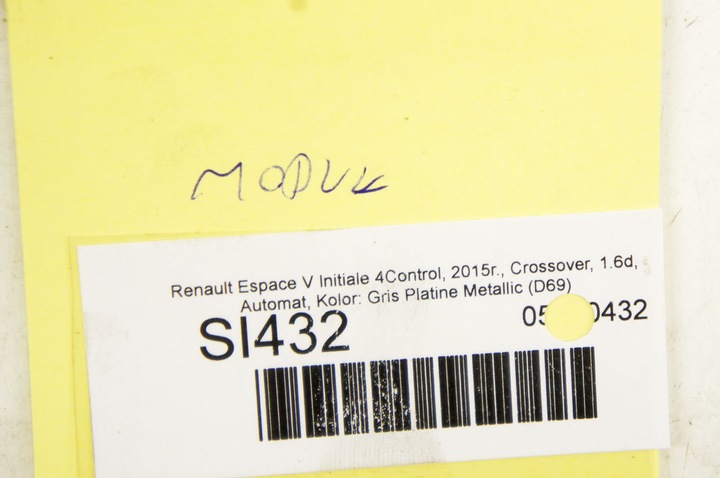 MODUŁ
Renault Espace V Initiale 4Control, 2015r., Crossover, 1.6d,
Automat, Kolor: Gris Platine Metallic (D69)
SI432